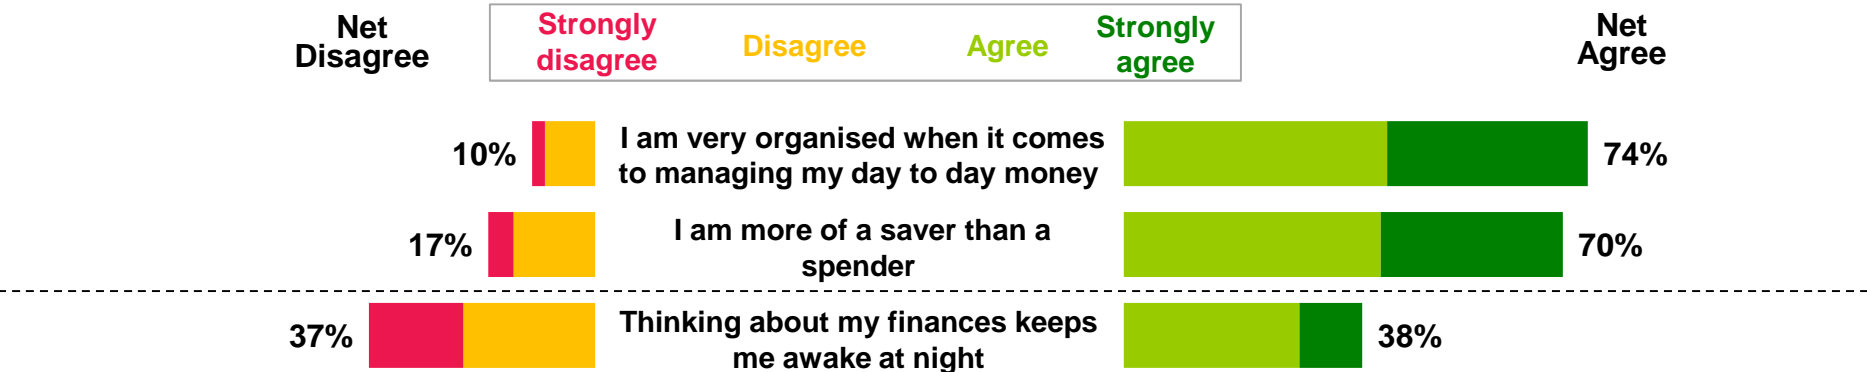 Net
Disagree
Strongly
disagree
Disagree
Agree
Strongly
agree
Net
Agree
10%
I am very organised when it comes
to managing my day to day money
74%
17%
I am more of a saver than a
spender
70%
37%
Thinking about my finances keeps
me awake at night
38%